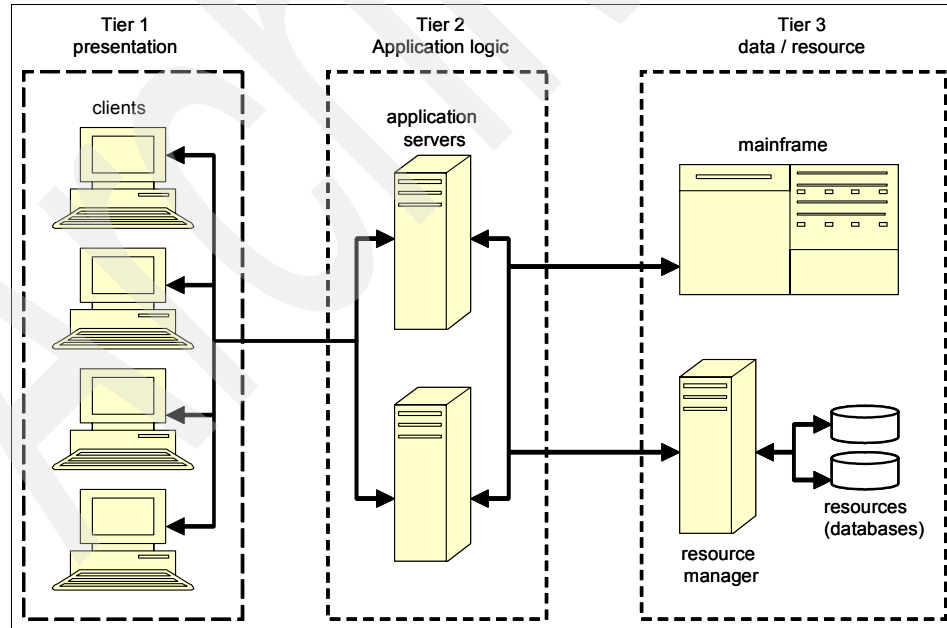 Tier 1
presentation
Tier 2
Application logic
Tier 3
data / resource
clients
application
servers
mainframe
resource
manager
resources
(databases)